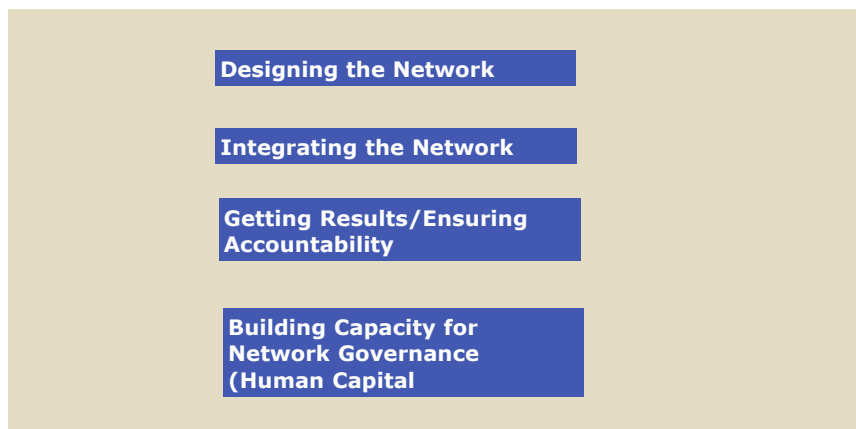 Designing the Network
Integrating the Network
Getting Results/Ensuring
Accountability
Building Capacity for
Network Governance
(Human Capital